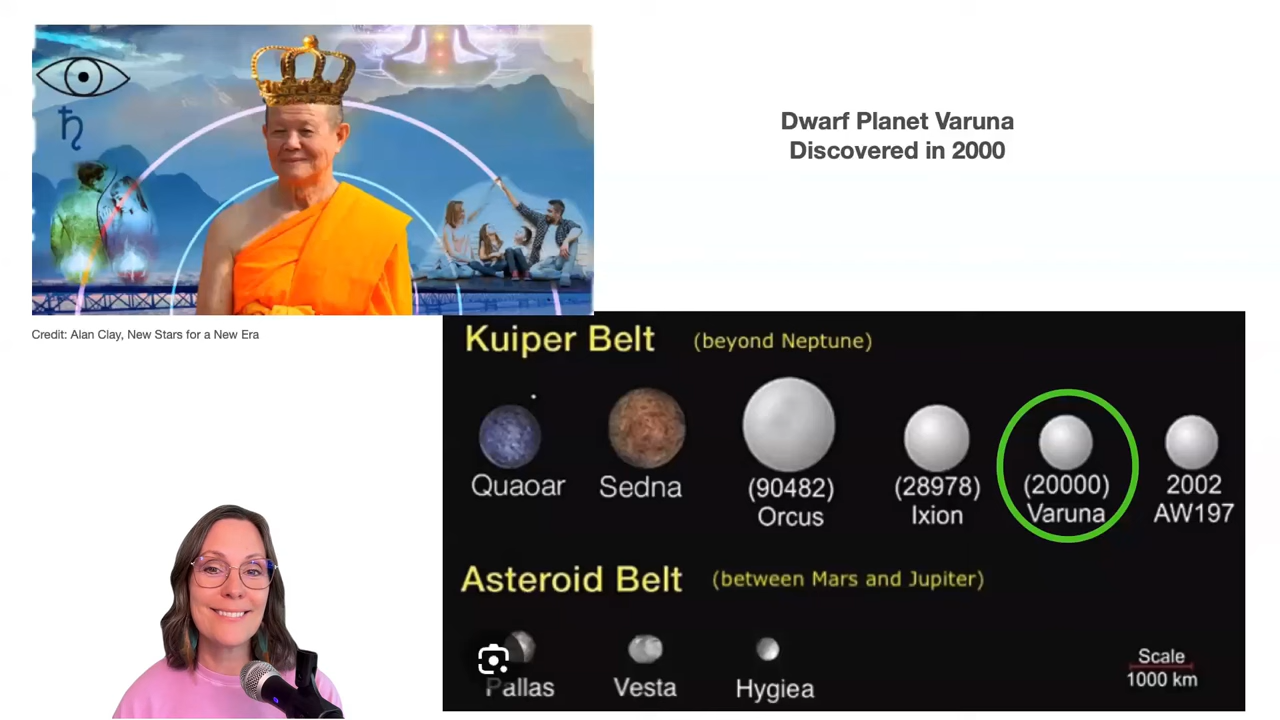 Dwarf Planet Varuna
Discovered in 2000
Credit: Alan Clay, New Stars for a New Era
Kuiper Belt (beyond Neptune)
Quaoar
Sedna
(90482)
Orcus
(28978)
Ixion
(20000)
Varuna
2002
AW197
Asteroid Belt (between Mars and Jupiter)
Pallas
Vesta
Hygiea
Scale
1000 km